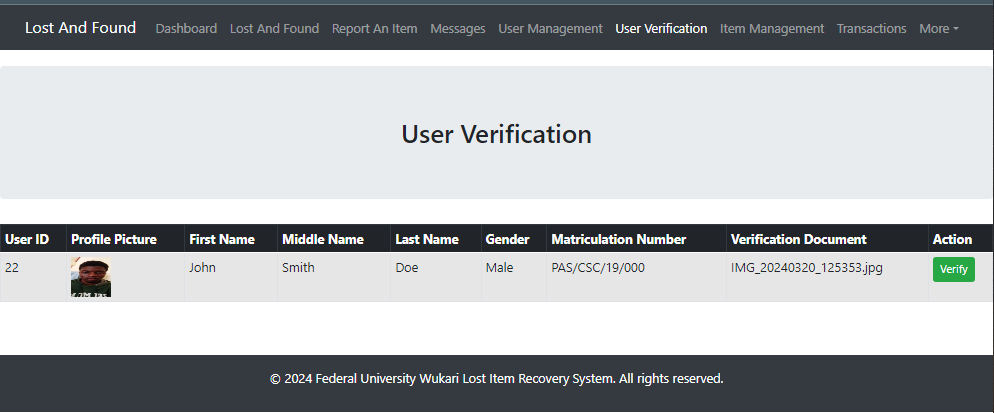 Lost And Found Dashboard Lost And Found Report An Item Messages User Management User Verification Item Management Transactions More
User Verification
User ID Profile Picture First Name Middle Name Last Name Gender Matriculation Number Verification Document Action
22 John Smith Doe Male PAS/CSC/19/000 IMG_20240320_125353.jpg Verify
© 2024 Federal University Wukari Lost Item Recovery System. All rights reserved.